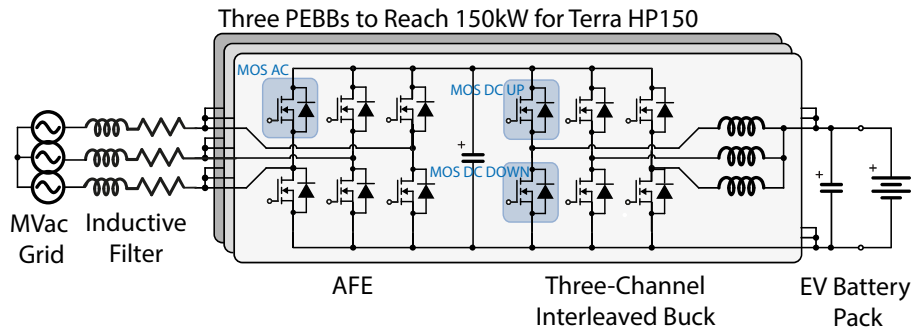 Three PEBBs to Reach 150kW for Terra HP150
MOS AC
MOS DC UP
+
MOS DC DOWN
+
+
MVac
Grid
Inductive
Filter
AFE
Three-Channel
Interleaved Buck
EV Battery
Pack